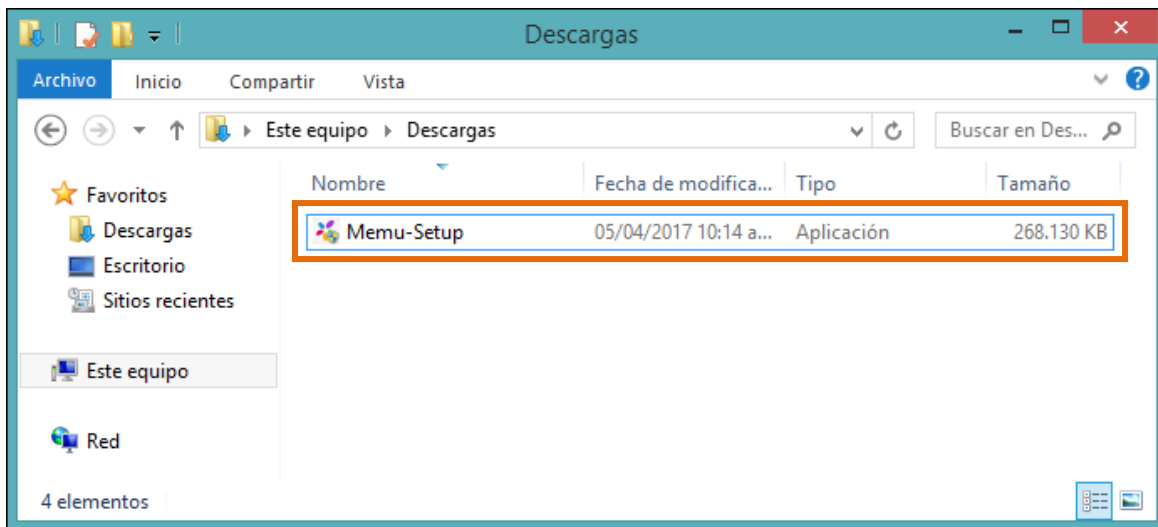 Descargas
Archivo Inicio Compartir Vista
Este equipo Descargas Buscar en Des...
Favoritos
Descargas
Escritorio
Sitios recientes
Este equipo
Red
Nombre Fecha de modifica... Tipo Tamaño
Memu-Setup 05/04/2017 10:14 a... Aplicación 268.130 KB
4 elementos